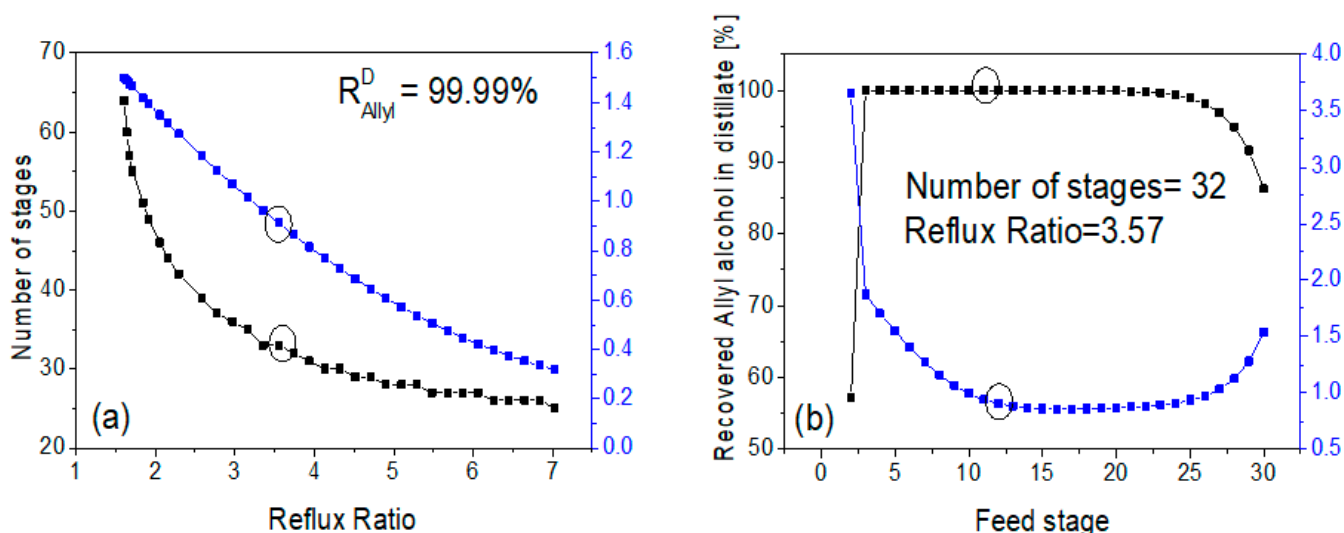 70
60
50
40
30
20
Number of stages
1.6
1.4
1.2
1.0
0.8
0.6
0.4
0.2
0.0
R^D_Allyl = 99.99%
(a)
1 2 3 4 5 6 7
Reflux Ratio
Recovered Allyl alcohol in distillate [%]
100
90
80
70
60
50
4.0
3.5
3.0
2.5
2.0
1.5
1.0
0.5
Number of stages= 32
Reflux Ratio=3.57
(b)
0 5 10 15 20 25 30
Feed stage